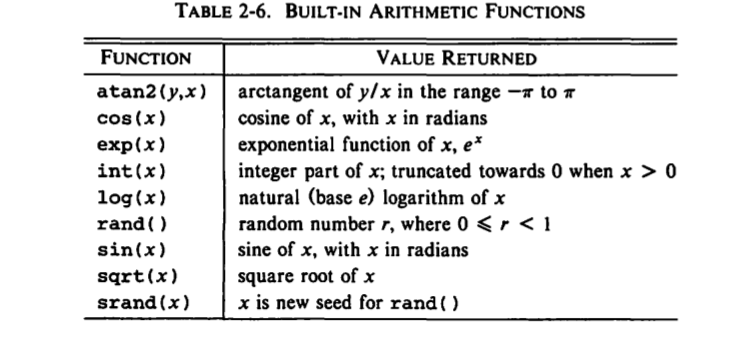 TABLE 2-6. BUILT-IN ARITHMETIC FUNCTIONS
FUNCTION VALUE RETURNED
atan2(y,x) arctangent of y/x in the range −π to π
cos(x) cosine of x, with x in radians
exp(x) exponential function of x, eˣ
int(x) integer part of x; truncated towards 0 when x > 0
log(x) natural (base e) logarithm of x
rand() random number r, where 0 ⩽ r < 1
sin(x) sine of x, with x in radians
sqrt(x) square root of x
srand(x) x is new seed for rand()